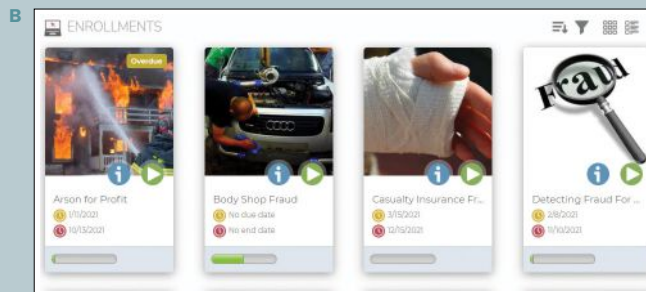 B
ENROLLMENTS
Overdue
Fraud
Arson for Profit
1/11/2021
10/13/2021
Body Shop Fraud
No due date
No end date
Casualty Insurance Fr...
3/15/2021
12/15/2021
Detecting Fraud For ...
2/8/2021
11/10/2021